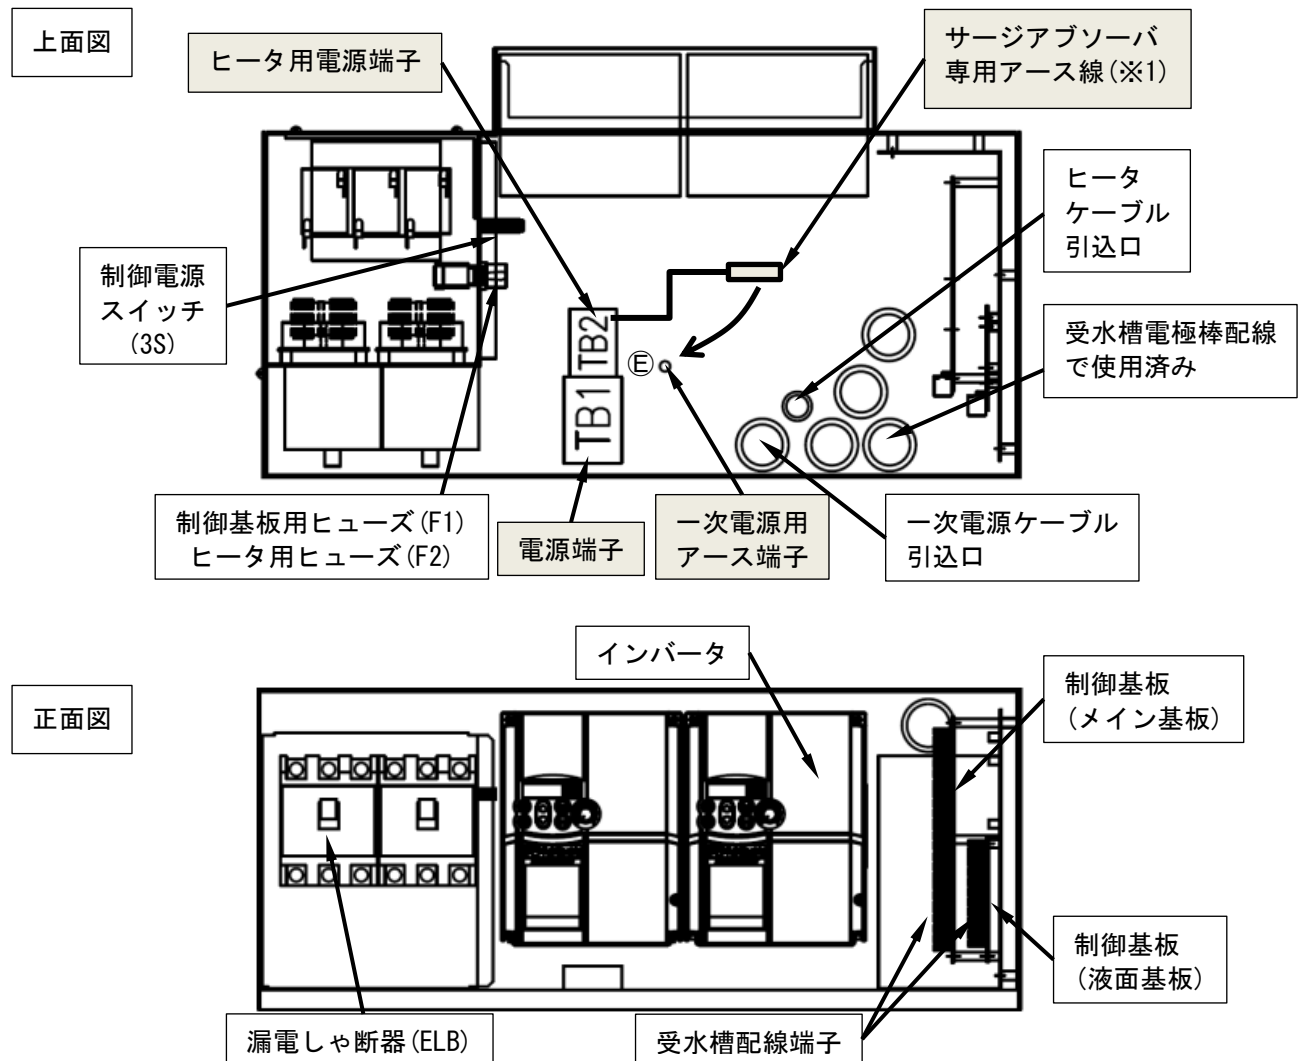 上面図
ヒータ用電源端子
サージアブソーバ
専用アース線(※1)
ヒータ
ケーブル
引込口
制御電源
スイッチ
(3S)
受水槽電極棒配線
で使用済み
TB2
TB1
Ⓔ
制御基板用ヒューズ(F1)
ヒータ用ヒューズ(F2)
電源端子
一次電源用
アース端子
一次電源ケーブル
引込口
正面図
インバータ
制御基板
(メイン基板)
制御基板
(液面基板)
漏電しゃ断器(ELB)
受水槽配線端子